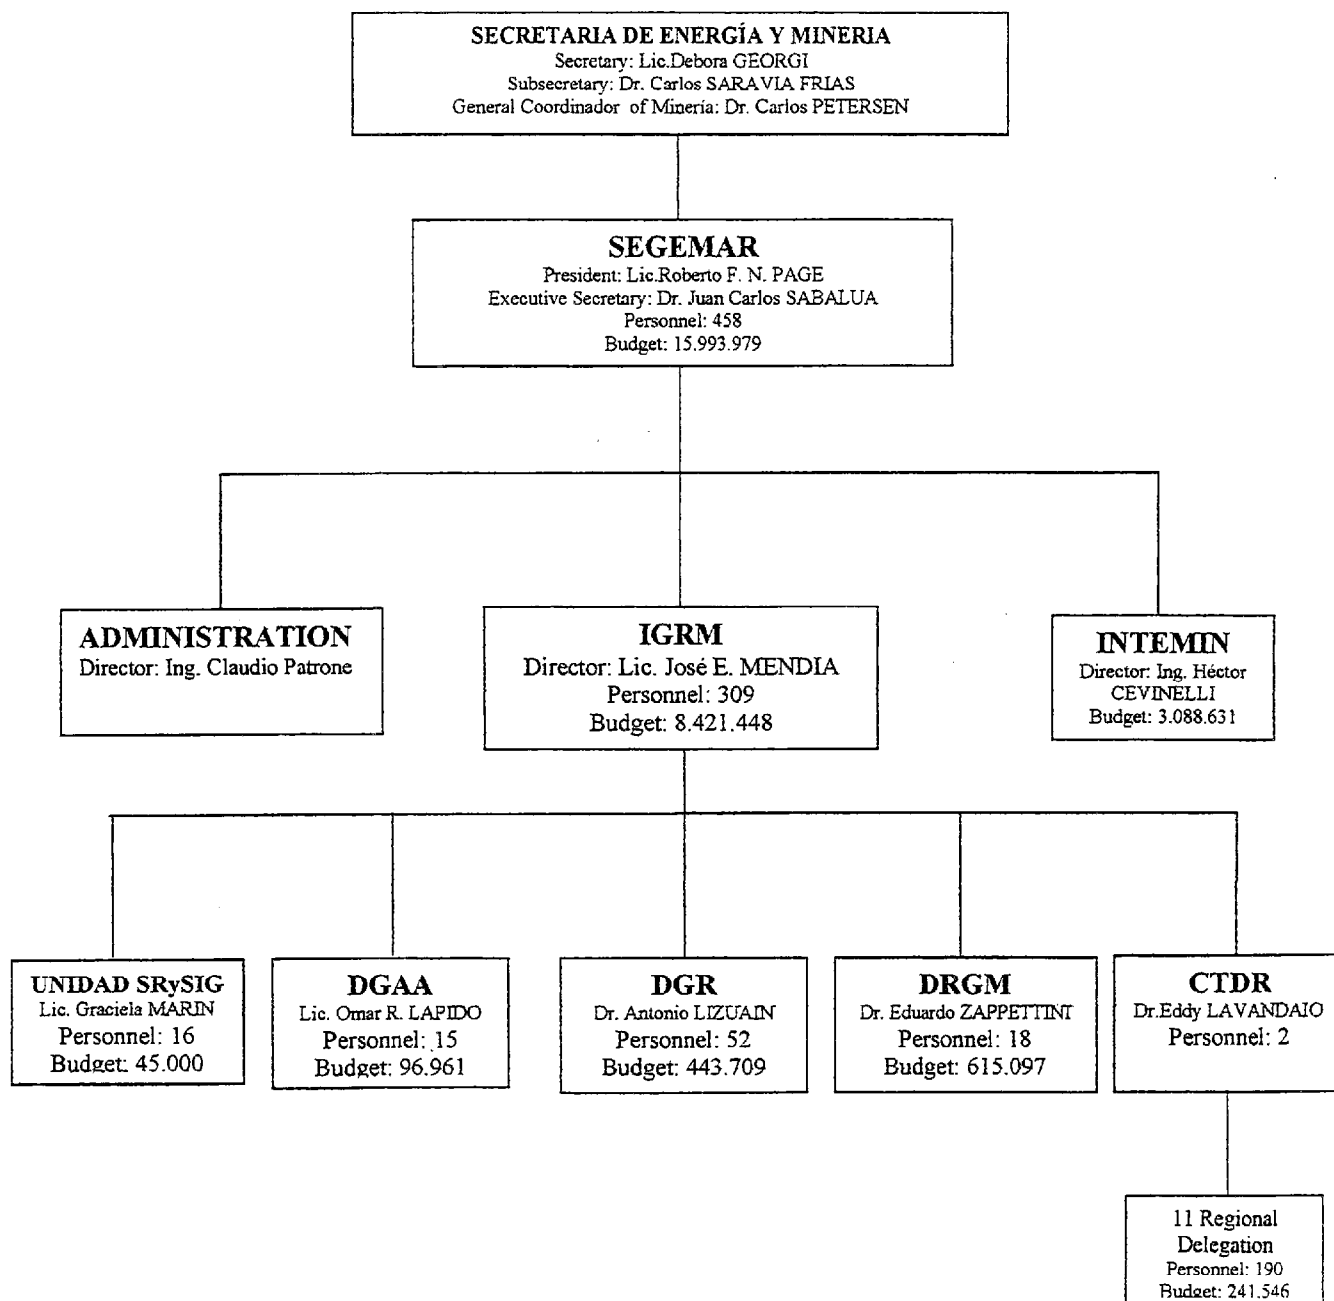 SECRETARIA DE ENERGÍA Y MINERIA
Secretary: Lic.Debora GEORGI
Subsecretary: Dr. Carlos SARAVIA FRIAS
General Coordinador of Minería: Dr. Carlos PETERSEN
SEGEMAR
President: Lic.Roberto F. N. PAGE
Executive Secretary: Dr. Juan Carlos SABALUA
Personnel: 458
Budget: 15.993.979
ADMINISTRATION
Director: Ing. Claudio Patrone
IGRM
Director: Lic. José E. MENDIA
Personnel: 309
Budget: 8.421.448
INTEMIN
Director: Ing. Héctor
CEVINELLI
Budget: 3.088.631
UNIDAD SRySIG
Lic. Graciela MARIN
Personnel: 16
Budget: 45.000
DGAA
Lic. Omar R. LAPIDO
Personnel: 15
Budget: 96.961
DGR
Dr. Antonio LIZUAIN
Personnel: 52
Budget: 443.709
DRGM
Dr. Eduardo ZAPPETTINI
Personnel: 18
Budget: 615.097
CTDR
Dr.Eddy LAVANDAIO
Personnel: 2
11 Regional
Delegation
Personnel: 190
Budget: 241.546